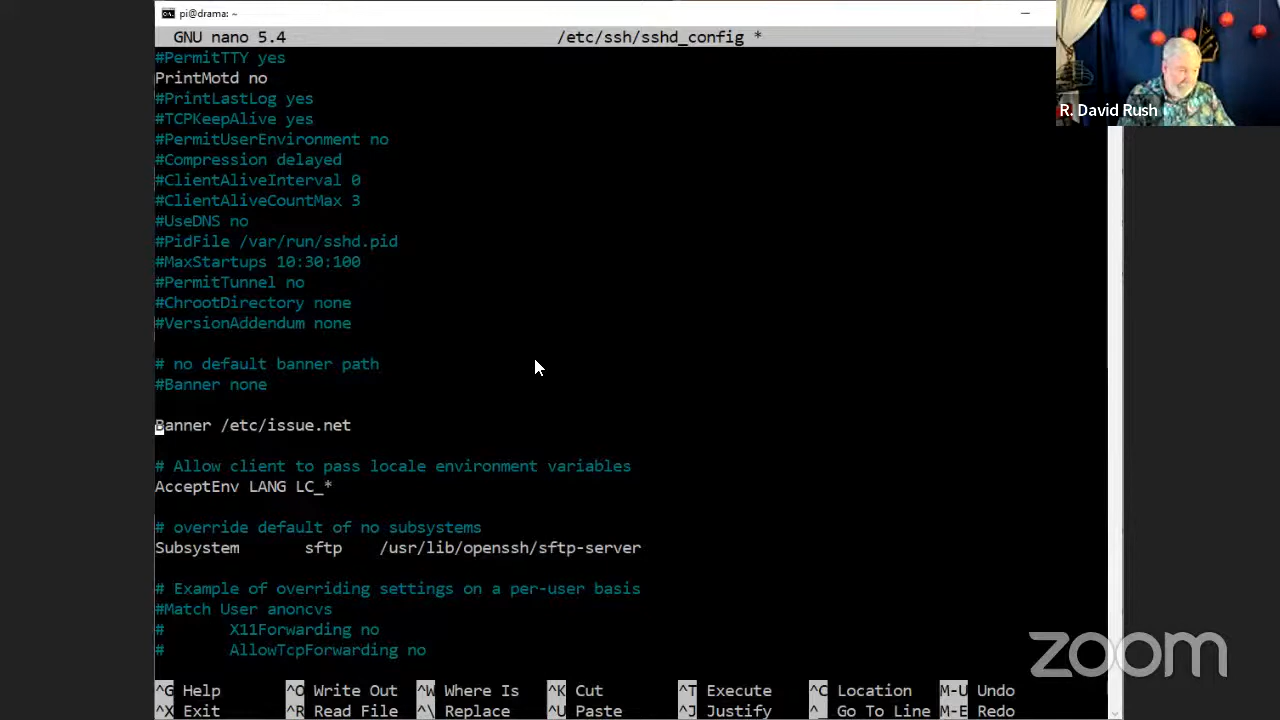 pi@drama: ~
GNU nano 5.4 /etc/ssh/sshd_config *
#PermitTTY yes
PrintMotd no
#PrintLastLog yes
#TCPKeepAlive yes
#PermitUserEnvironment no
#Compression delayed
#ClientAliveInterval 0
#ClientAliveCountMax 3
#UseDNS no
#PidFile /var/run/sshd.pid
#MaxStartups 10:30:100
#PermitTunnel no
#ChrootDirectory none
#VersionAddendum none
# no default banner path
#Banner none
Banner /etc/issue.net
# Allow client to pass locale environment variables
AcceptEnv LANG LC_*
# override default of no subsystems
Subsystem sftp /usr/lib/openssh/sftp-server
# Example of overriding settings on a per-user basis
#Match User anoncvs
# X11Forwarding no
# AllowTcpForwarding no
^G Help ^O Write Out ^W Where Is ^K Cut ^T Execute ^C Location M-U Undo
^X Exit ^R Read File ^\ Replace ^U Paste ^J Justify ^_ Go To Line M-E Redo
R. David Rush
zoom